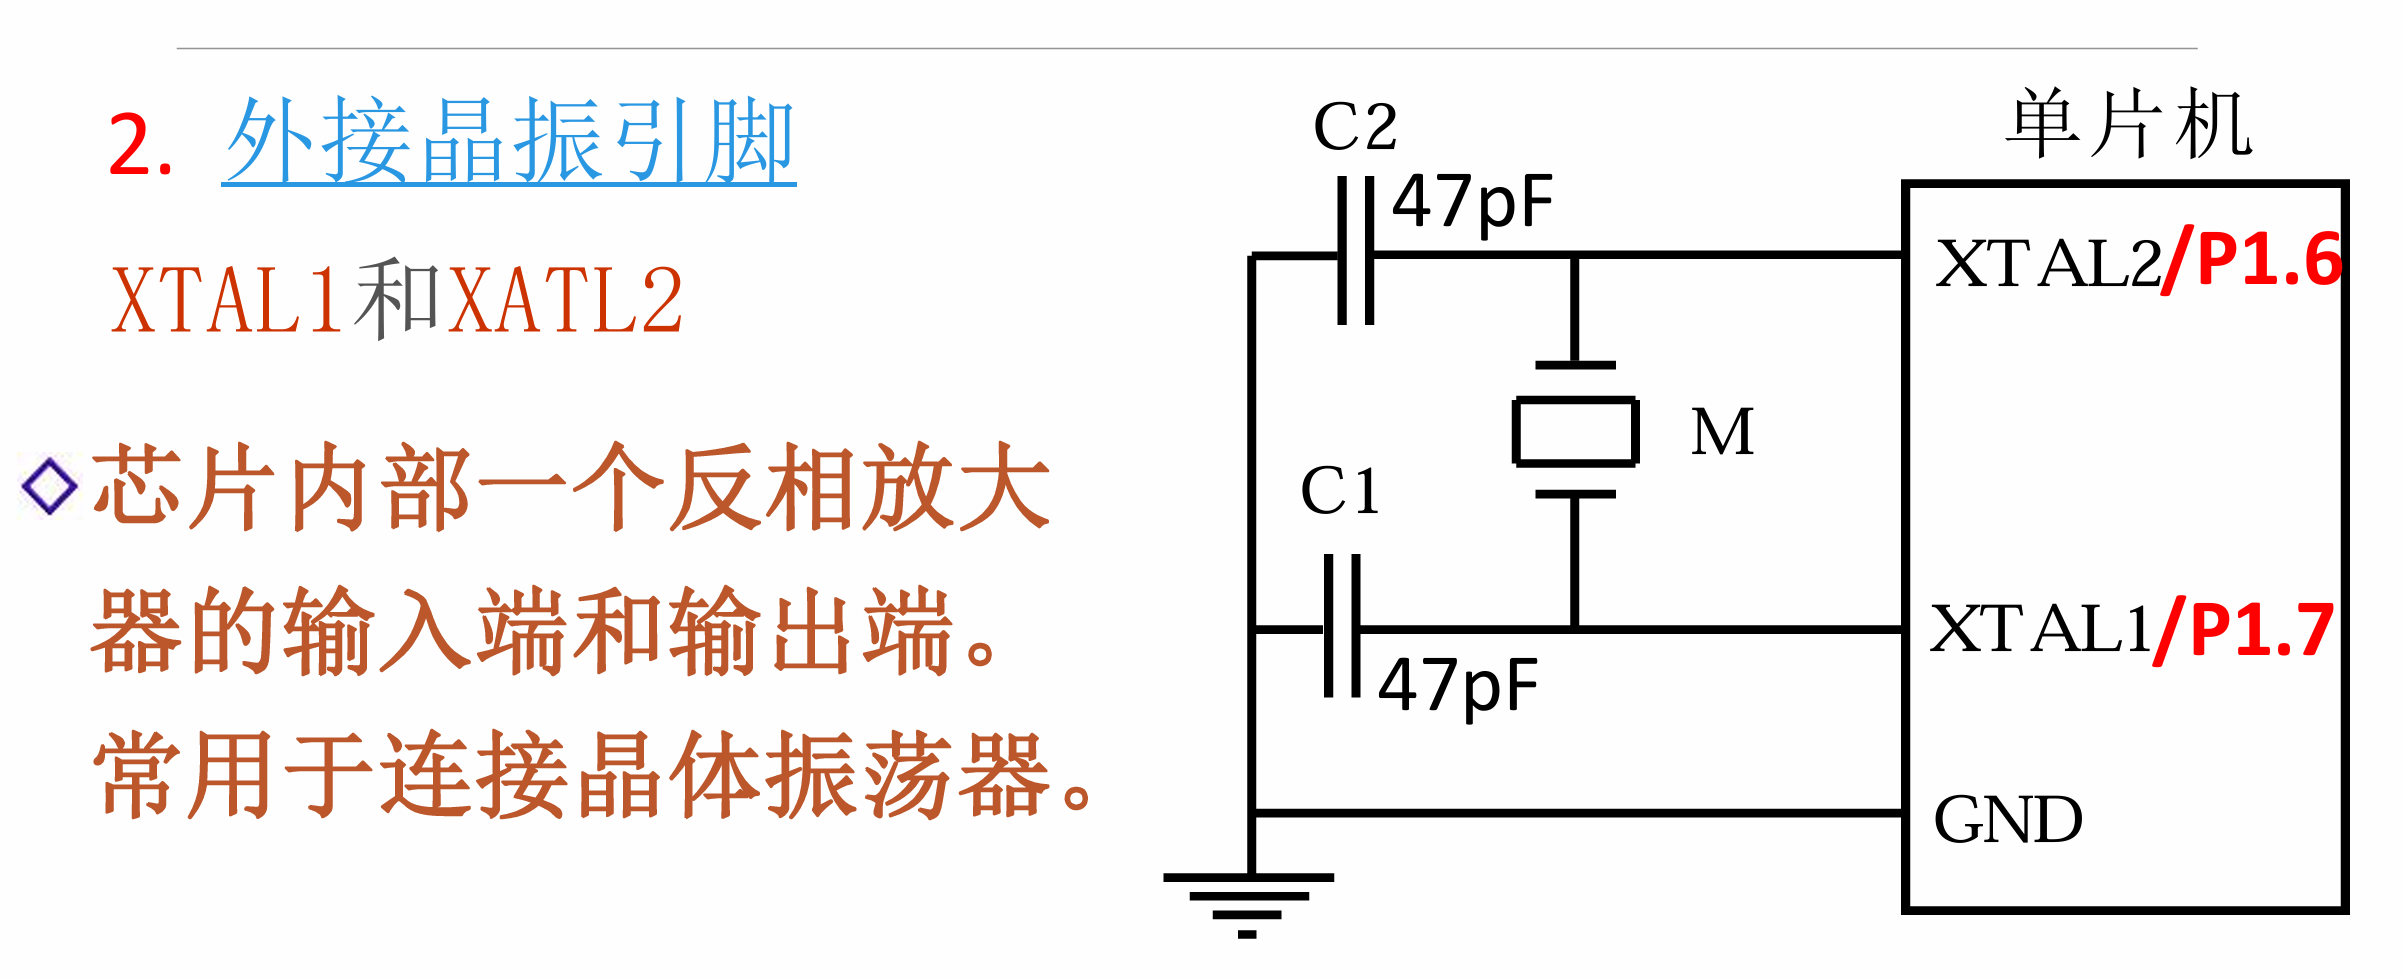 2. 外接晶振引脚
XTAL1和XATL2
芯片内部一个反相放大
器的输入端和输出端。
常用于连接晶体振荡器。
单片机
C2
47pF
XTAL2/P1.6
M
C1
47pF
XTAL1/P1.7
GND